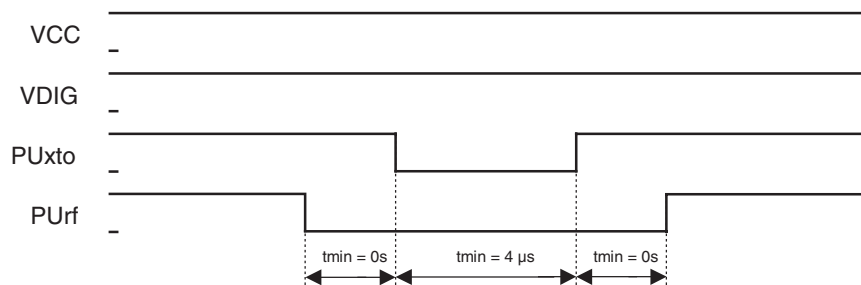 VCC
VDIG
PUxto
PUrf
tmin = 0s tmin = 4 µs tmin = 0s